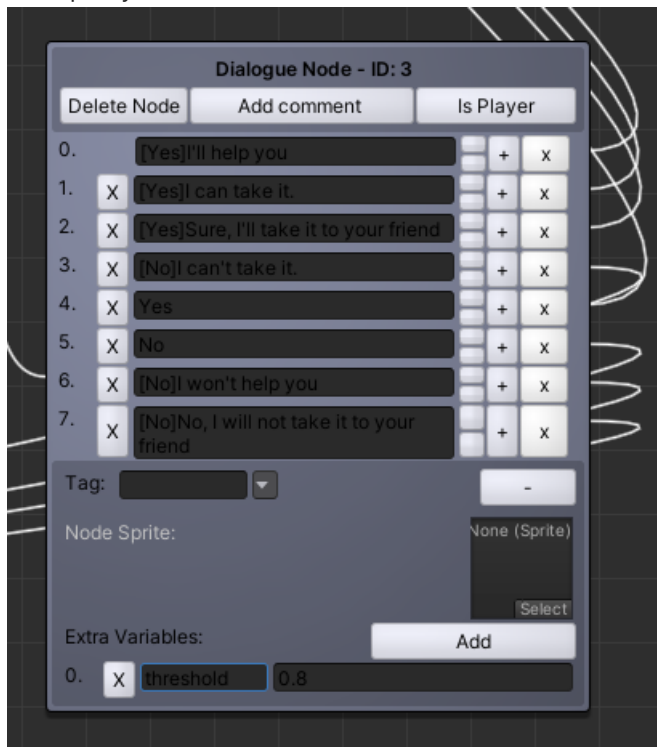 Dialogue Node - ID: 3
Delete Node Add comment Is Player
0. [Yes]I'll help you + x
1. X [Yes]I can take it. + x
2. X [Yes]Sure, I'll take it to your friend + x
3. X [No]I can't take it. + x
4. X Yes + x
5. X No + x
6. X [No]I won't help you + x
7. X [No]No, I will not take it to your
friend + x
Tag: -
Node Sprite: None (Sprite)
Select
Extra Variables: Add
0. X threshold 0.8